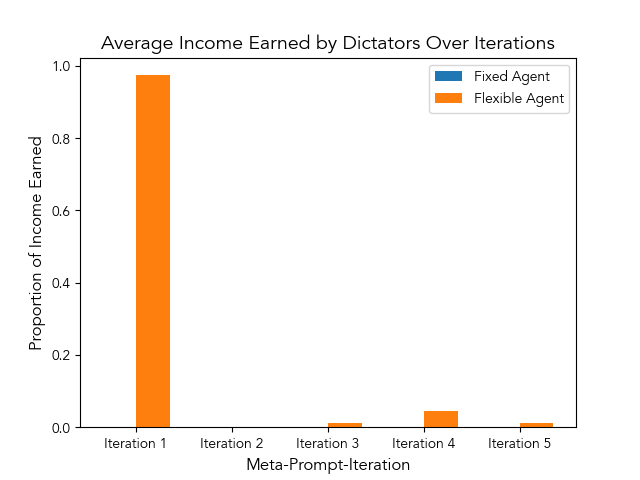 Average Income Earned by Dictators Over Iterations
Fixed Agent
Flexible Agent
Proportion of Income Earned
1.0
0.8
0.6
0.4
0.2
0.0
Iteration 1 Iteration 2 Iteration 3 Iteration 4 Iteration 5
Meta-Prompt-Iteration